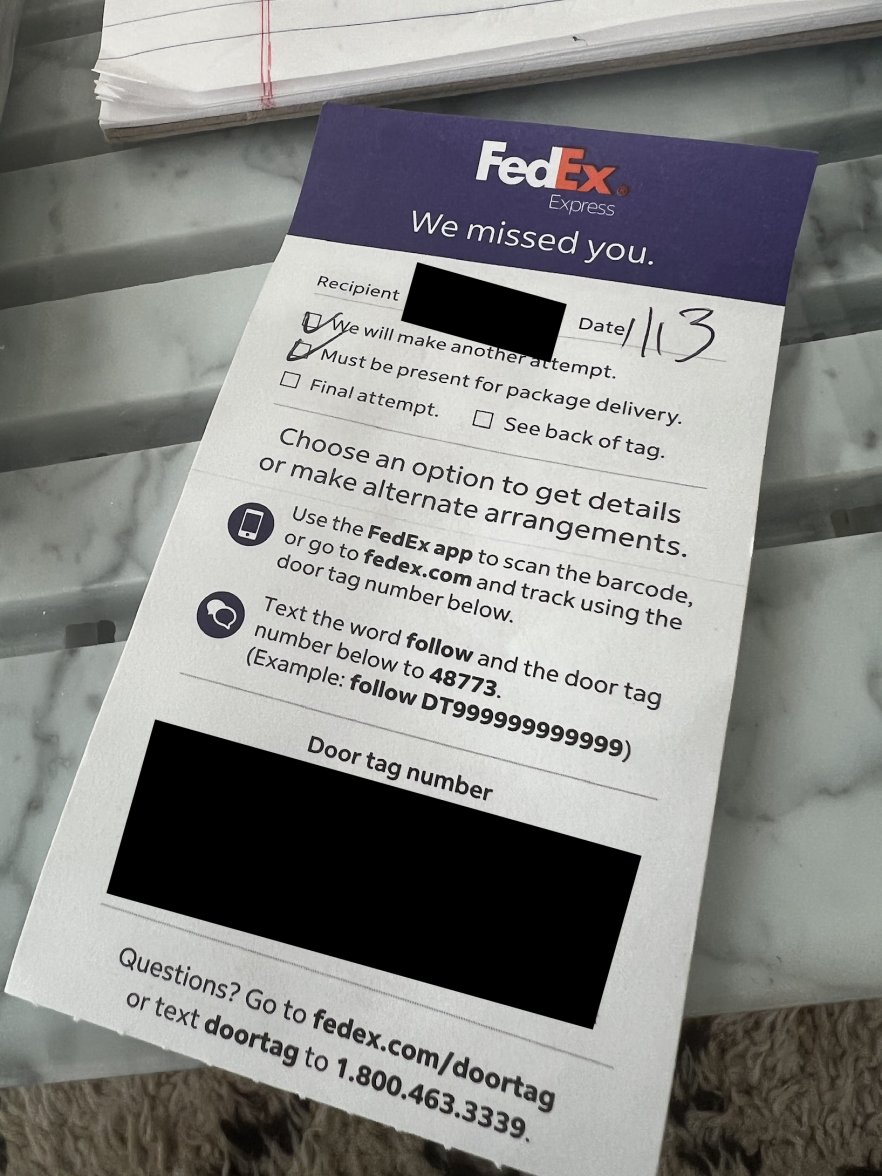 FedEx®
Express
We missed you.
Recipient Date 1/13
We will make another attempt.
Must be present for package delivery.
Final attempt. See back of tag.
Choose an option to get details
or make alternate arrangements.
Use the FedEx app to scan the barcode,
or go to fedex.com and track using the
door tag number below.
Text the word follow and the door tag
number below to 48773.
(Example: follow DT999999999999)
Door tag number
Questions? Go to fedex.com/doortag
or text doortag to 1.800.463.3339.